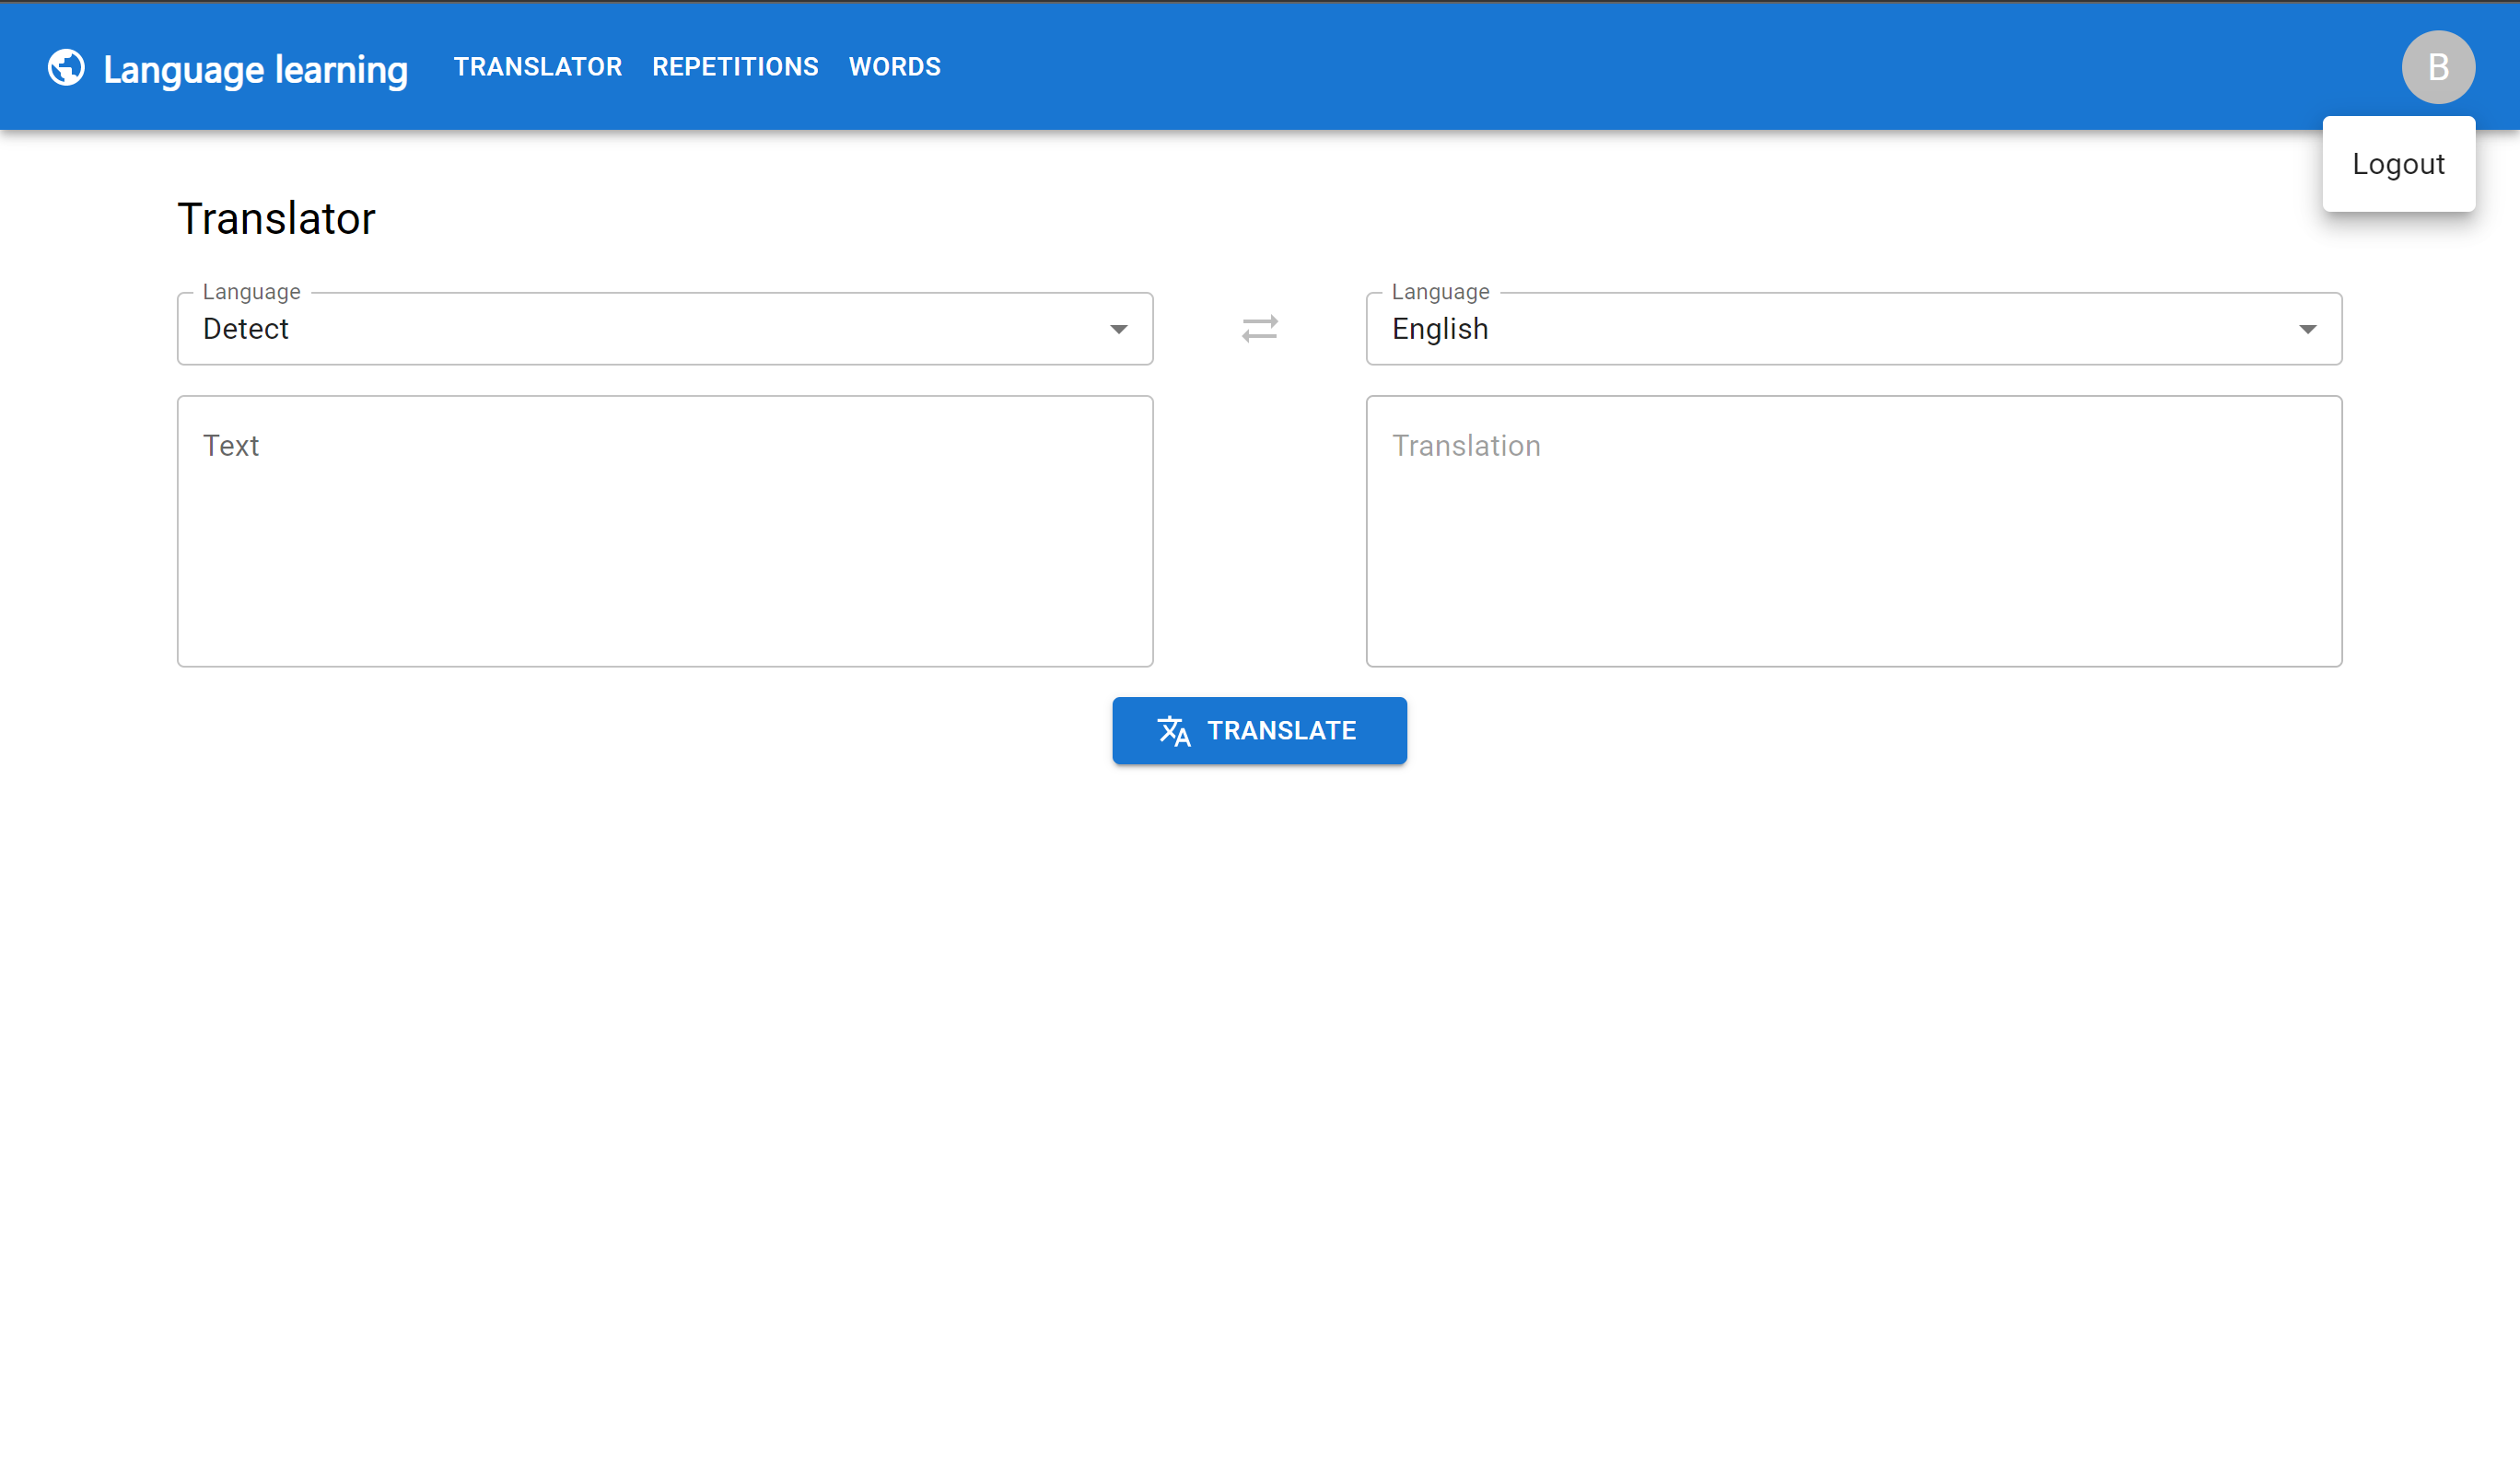 Language learning
TRANSLATOR
REPETITIONS
WORDS
B
Logout
Translator
Language
Detect
Language
English
Text
Translation
TRANSLATE